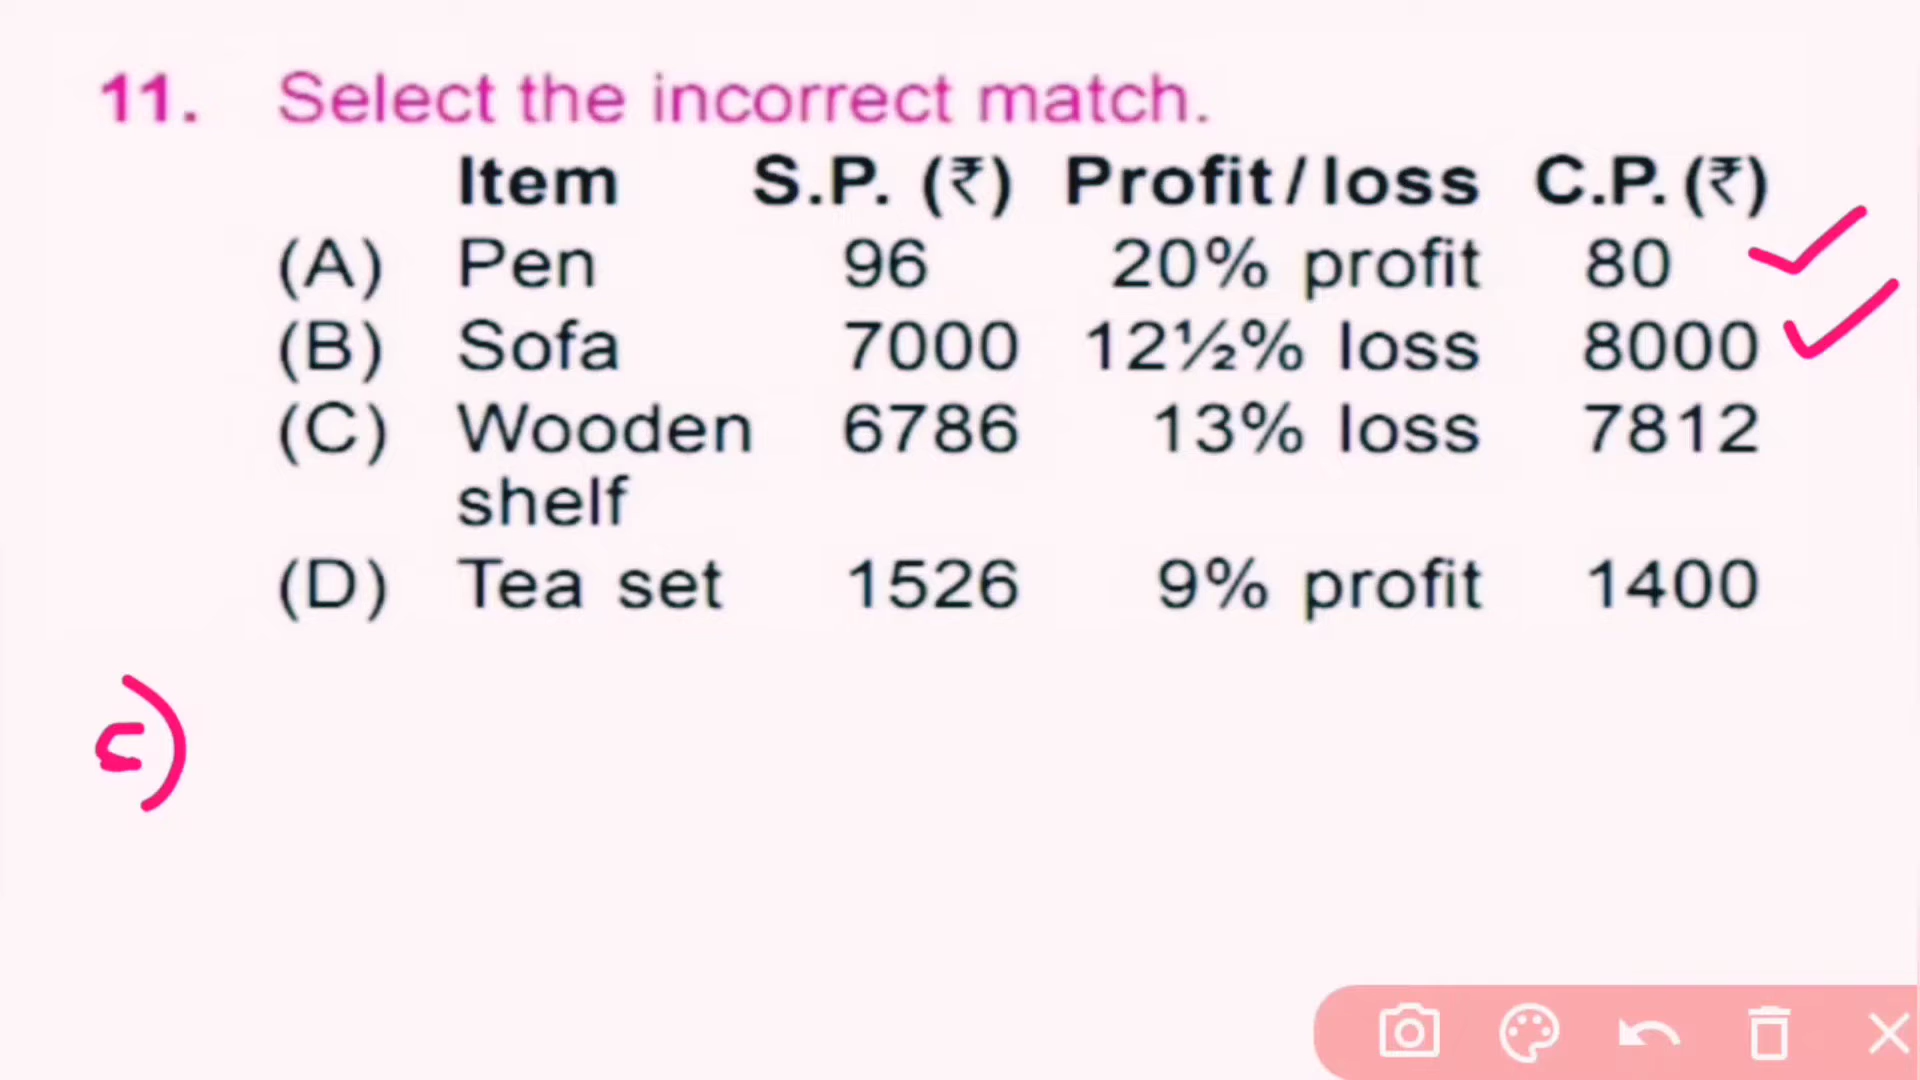 11. Select the incorrect match.
Item S.P. (₹) Profit/loss C.P. (₹)
(A) Pen 96 20% profit 80
(B) Sofa 7000 12½% loss 8000
(C) Wooden 6786 13% loss 7812
shelf
(D) Tea set 1526 9% profit 1400
c)